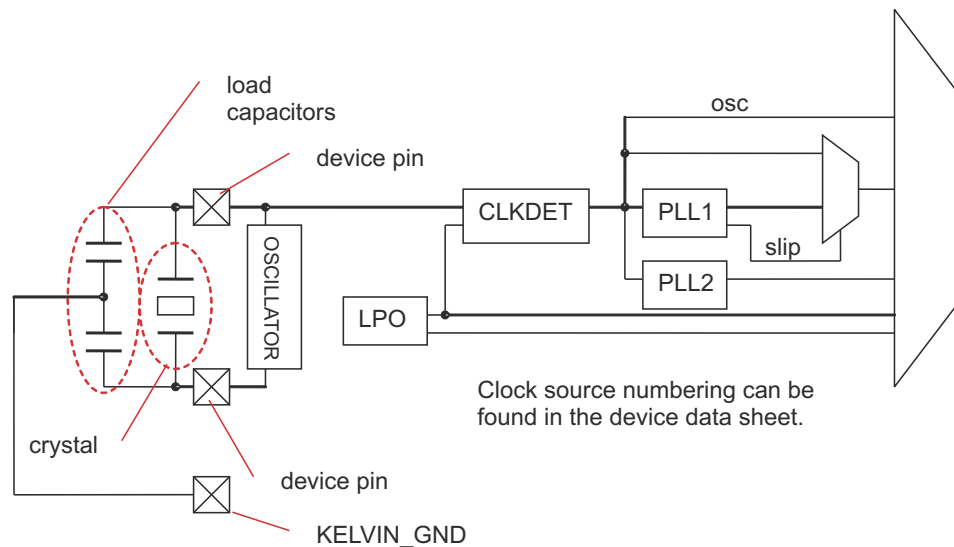 load
capacitors
osc
device pin
CLKDET
PLL1
OSCILLATOR
slip
PLL2
LPO
Clock source numbering can be
found in the device data sheet.
crystal
device pin
KELVIN_GND